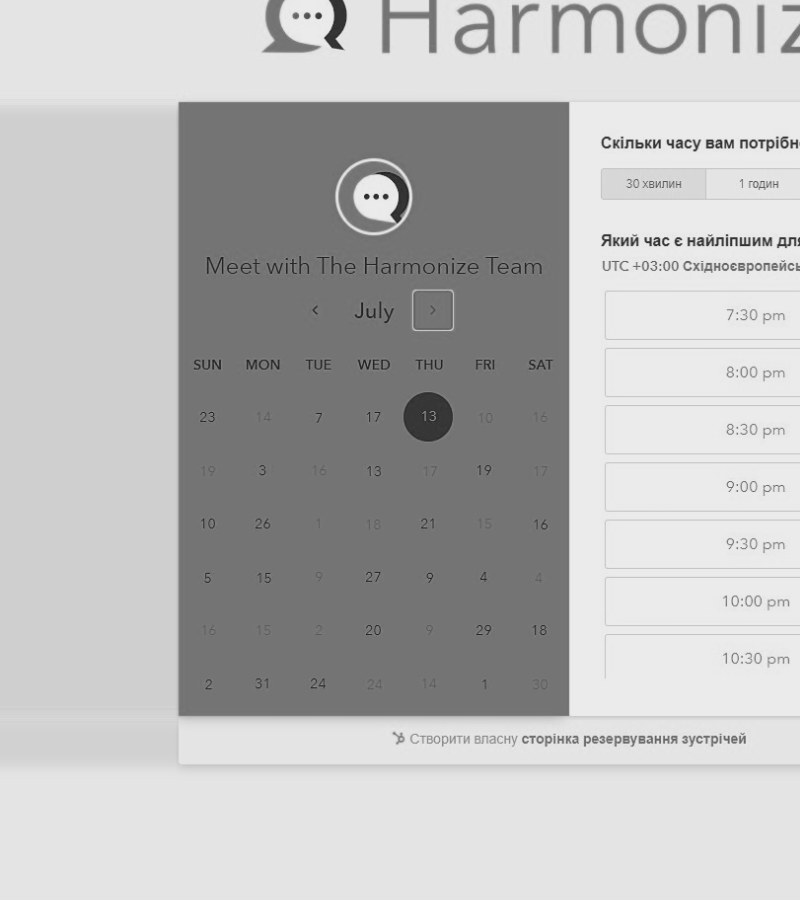 Harmoniz
Meet with The Harmonize Team
July
SUN MON TUE WED THU FRI SAT
23 14 7 17 13 10 16
19 3 16 13 17 19 17
10 26 1 18 21 15 16
5 15 9 27 9 4 4
16 15 2 20 9 29 18
2 31 24 24 14 1 30
Скільки часу вам потрібн
30 хвилин 1 годин
Який час є найліпшим для
UTC +03:00 Східноєвропейсь
7:30 pm
8:00 pm
8:30 pm
9:00 pm
9:30 pm
10:00 pm
10:30 pm
Створити власну сторінка резервування зустрічей